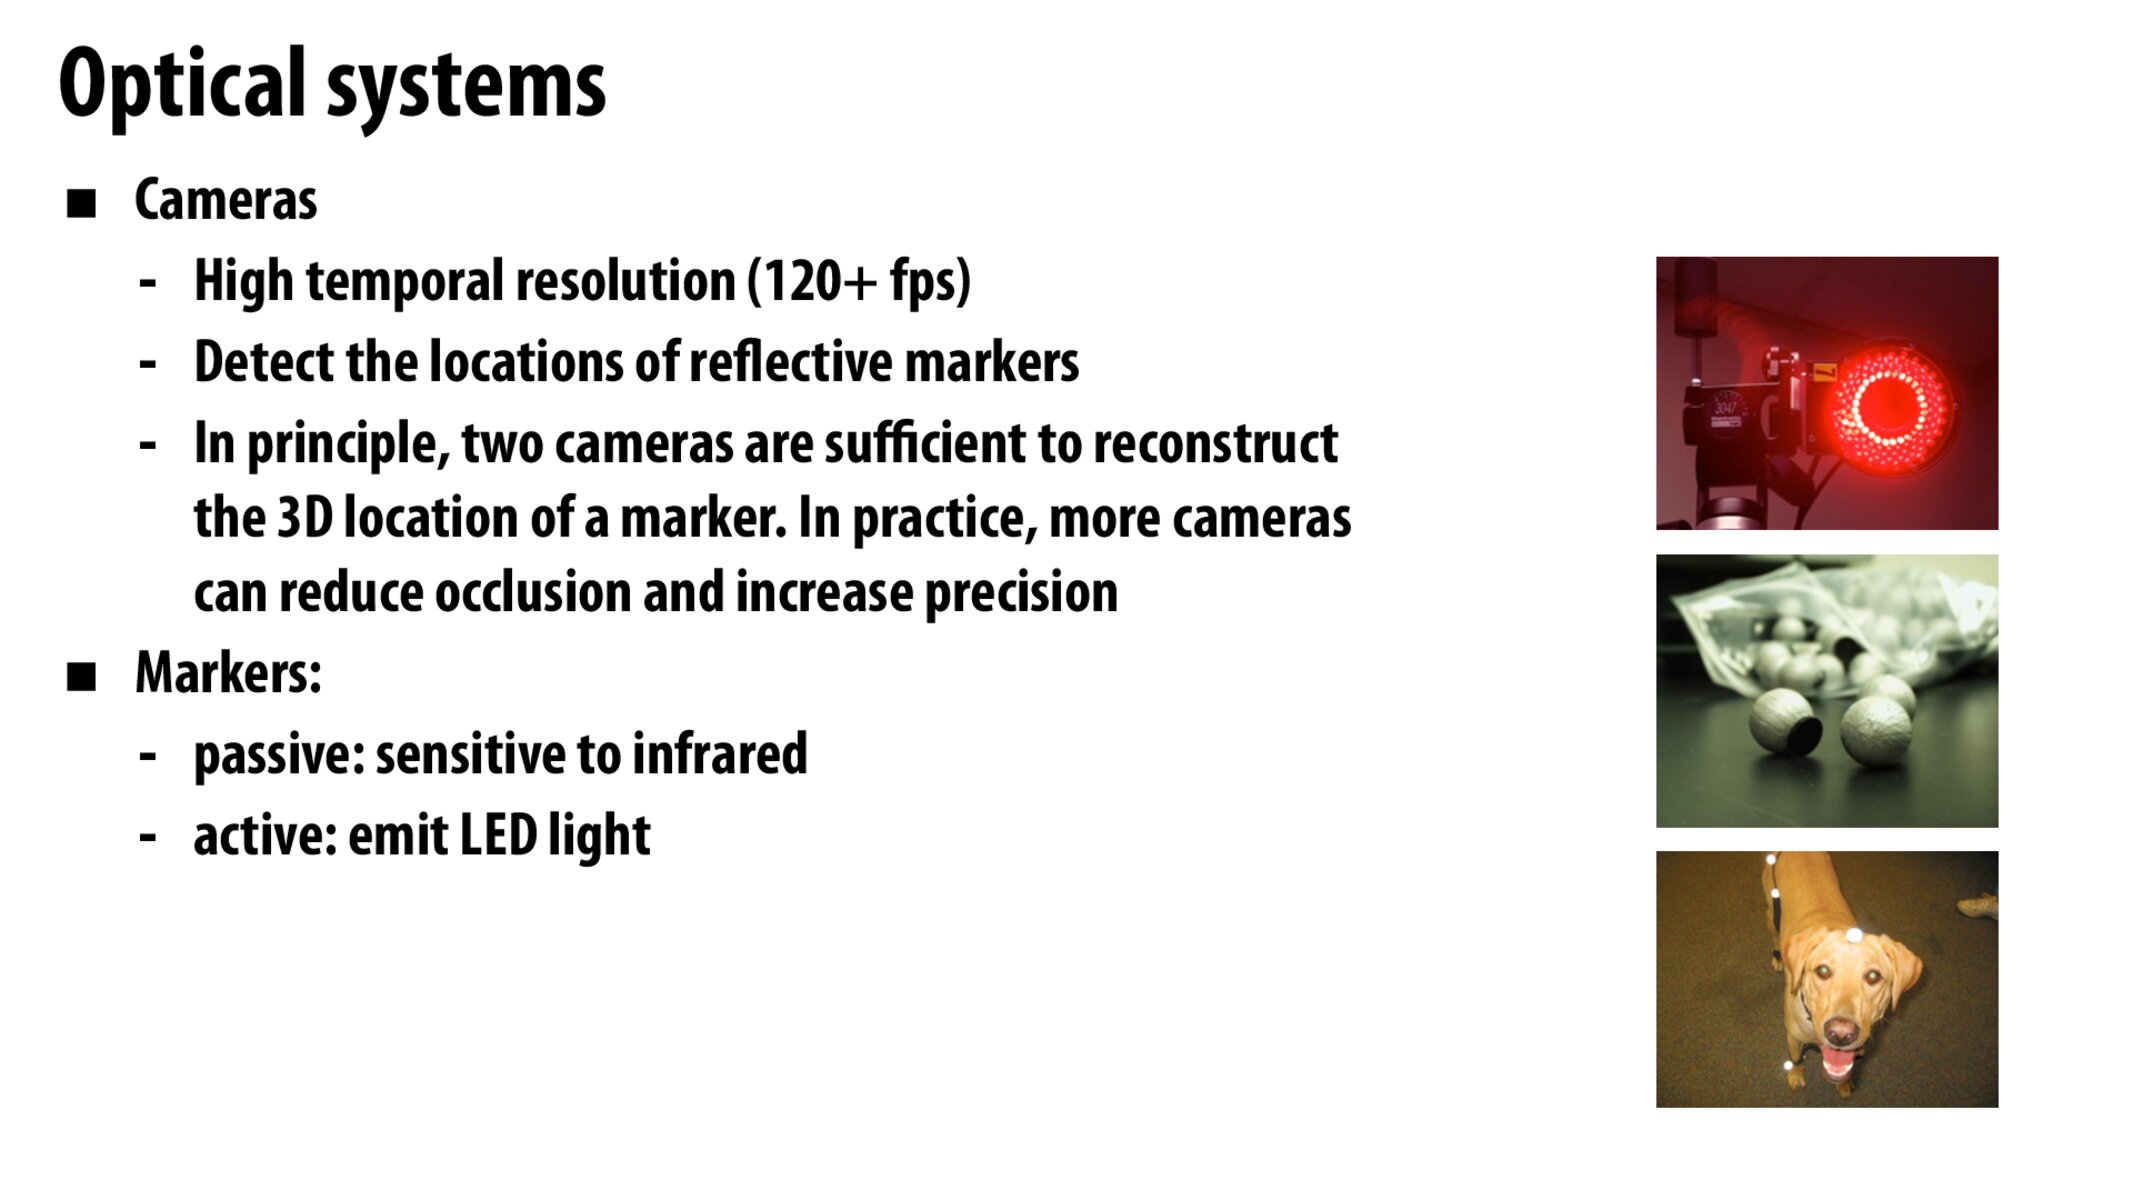 Optical systems
■ Cameras
- High temporal resolution (120+ fps)
- Detect the locations of reflective markers
- In principle, two cameras are sufficient to reconstruct
the 3D location of a marker. In practice, more cameras
can reduce occlusion and increase precision
■ Markers:
- passive: sensitive to infrared
- active: emit LED light
3047